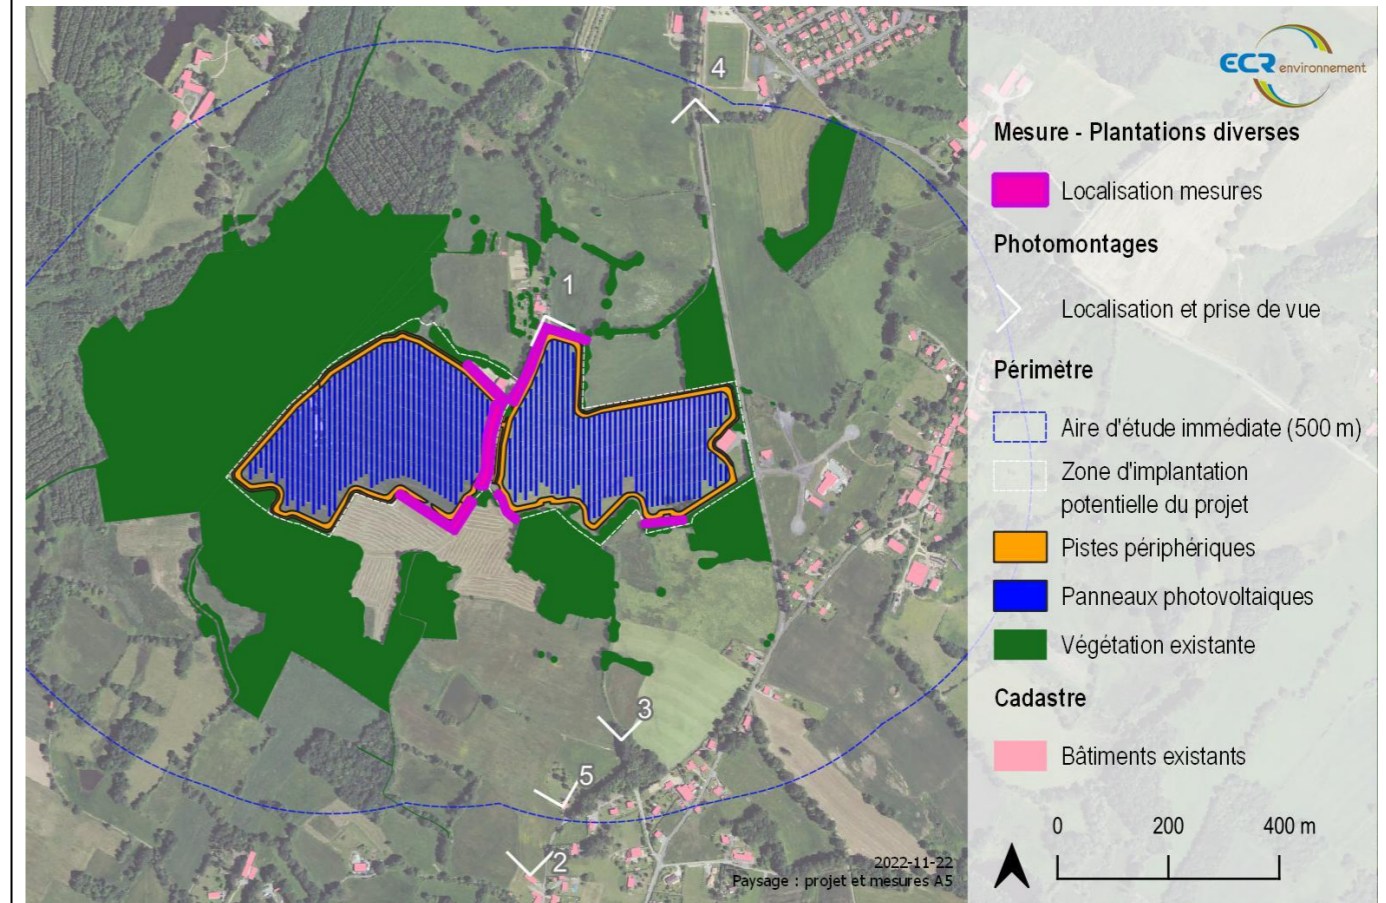 4
1
3
5
2
2022-11-22
Paysage : projet et mesures A5
ECR environnement
Mesure - Plantations diverses
Localisation mesures
Photomontages
Localisation et prise de vue
Périmètre
Aire d'étude immédiate (500 m)
Zone d'implantation
potentielle du projet
Pistes périphériques
Panneaux photovoltaiques
Végétation existante
Cadastre
Bâtiments existants
0 200 400 m